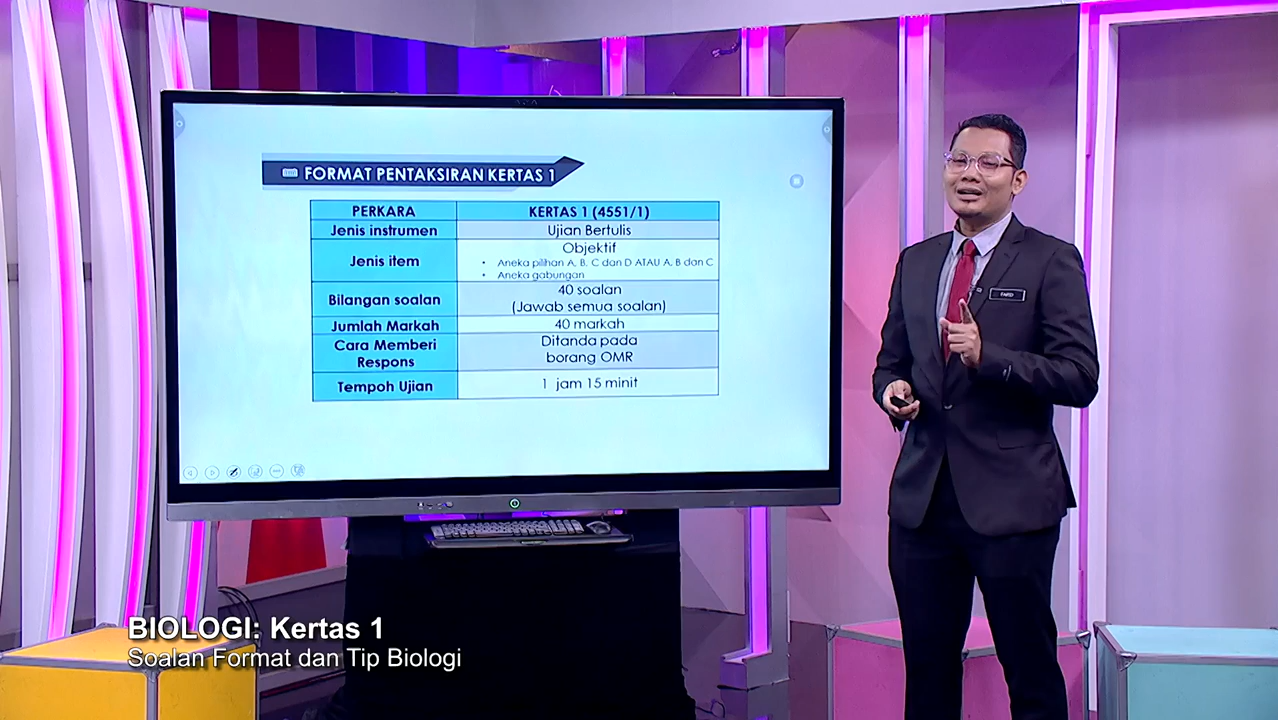 FORMAT PENTAKSIRAN KERTAS 1
PERKARA
KERTAS 1 (4551/1)
Jenis instrumen
Ujian Bertulis
Jenis item
Objektif
• Aneka pilihan A, B, C dan D ATAU A, B dan C
• Aneka gabungan
Bilangan soalan
40 soalan
(Jawab semua soalan)
Jumlah Markah
40 markah
Cara Memberi
Respons
Ditanda pada
borang OMR
Tempoh Ujian
1 jam 15 minit
BIOLOGI: Kertas 1
Soalan Format dan Tip Biologi